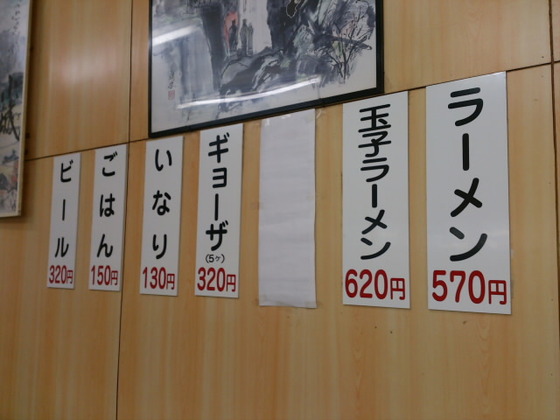 ラーメン
570円
玉子ラーメン
620円
ギョーザ
(5ヶ)
320円
いなり
130円
ごはん
150円
ビール
320円